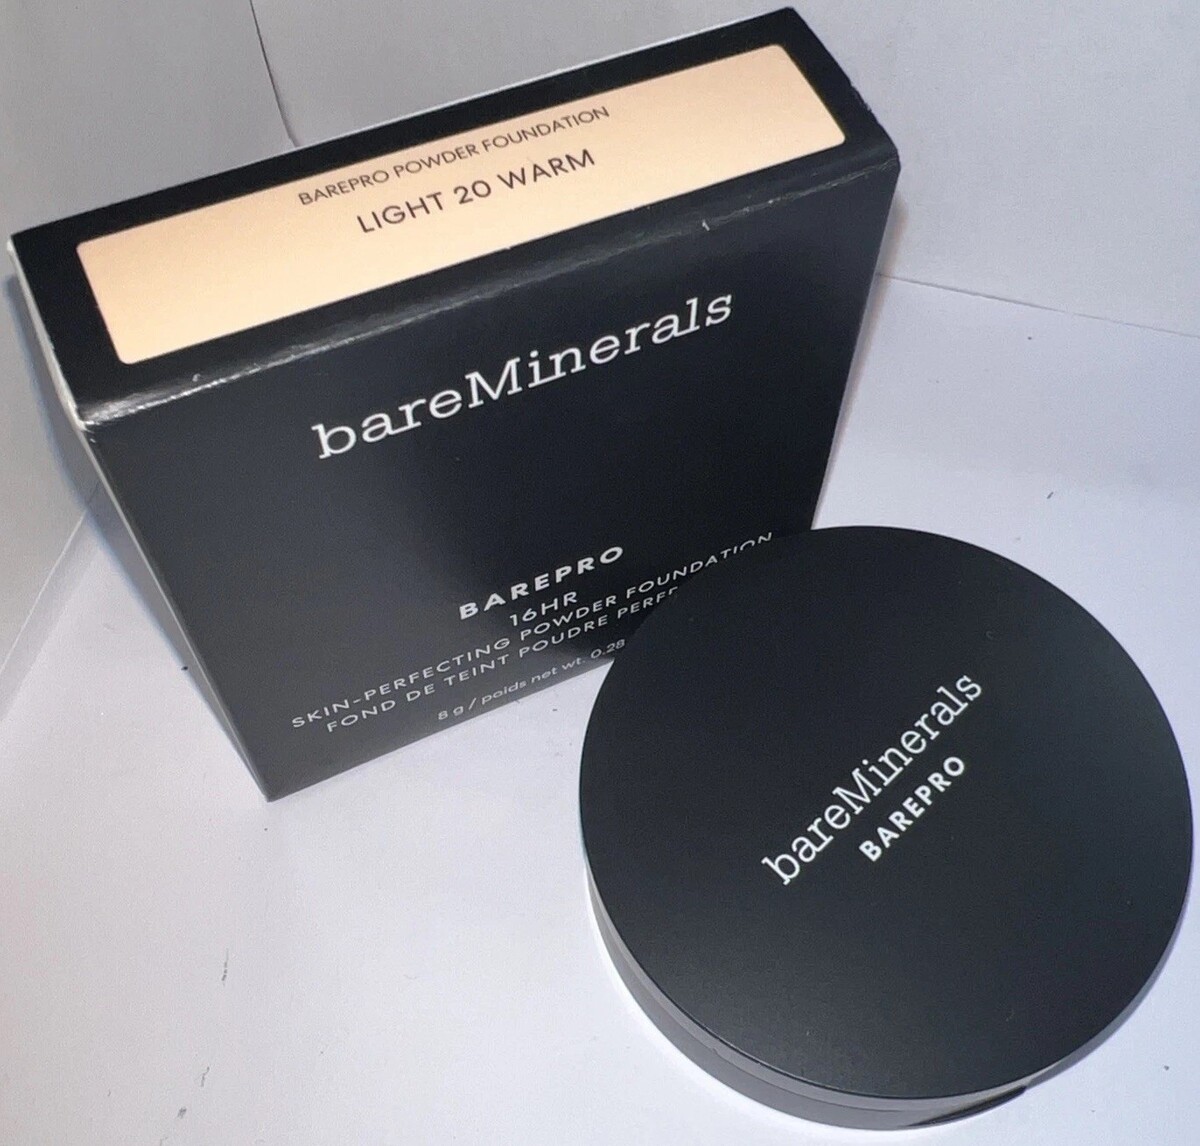 BAREPRO POWDER FOUNDATION
LIGHT 20 WARM
bareMinerals
BAREPRO
16HR
SKIN-PERFECTING POWDER FOUNDATION
FOND DE TEINT POUDRE
8 g / poids net wt. 0.28
bareMinerals
BAREPRO